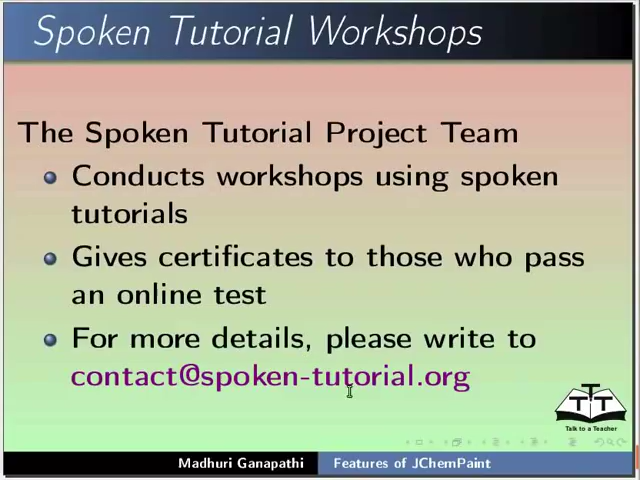 Spoken Tutorial Workshops
The Spoken Tutorial Project Team
Conducts workshops using spoken
tutorials
Gives certificates to those who pass
an online test
For more details, please write to
contact@spoken-tutorial.org
TTT
Talk to a Teacher
Madhuri Ganapathi Features of JChemPaint